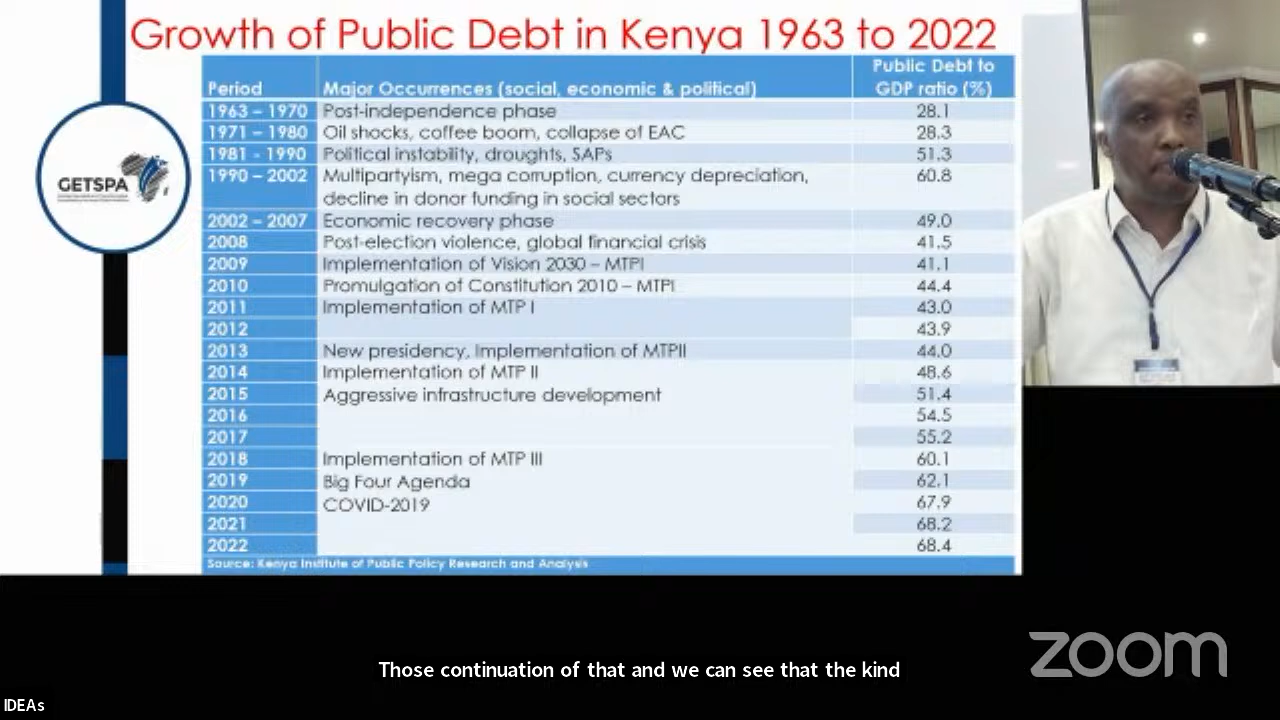 Growth of Public Debt in Kenya 1963 to 2022
Period Major Occurrences (social, economic & political) Public Debt to GDP ratio (%)
1963 – 1970 Post-independence phase 28.1
1971 – 1980 Oil shocks, coffee boom, collapse of EAC 28.3
1981 - 1990 Political instability, droughts, SAPs 51.3
1990 – 2002 Multipartyism, mega corruption, currency depreciation, 60.8
decline in donor funding in social sectors
2002 – 2007 Economic recovery phase 49.0
2008 Post-election violence, global financial crisis 41.5
2009 Implementation of Vision 2030 – MTPI 41.1
2010 Promulgation of Constitution 2010 – MTPI 44.4
2011 Implementation of MTP I 43.0
2012 43.9
2013 New presidency, Implementation of MTPII 44.0
2014 Implementation of MTP II 48.6
2015 Aggressive infrastructure development 51.4
2016 54.5
2017 55.2
2018 Implementation of MTP III 60.1
2019 Big Four Agenda 62.1
2020 COVID-2019 67.9
2021 68.2
2022 68.4
Source: Kenya Institute of Public Policy Research and Analysis
GETSPA
zoom
Those continuation of that and we can see that the kind
IDEAs